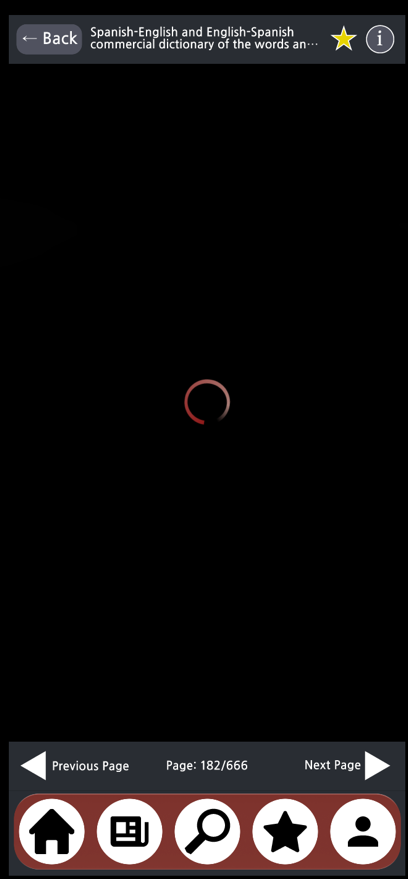 ← Back
Spanish-English and English-Spanish
commercial dictionary of the words an···
i
Previous Page
Page: 182/666
Next Page